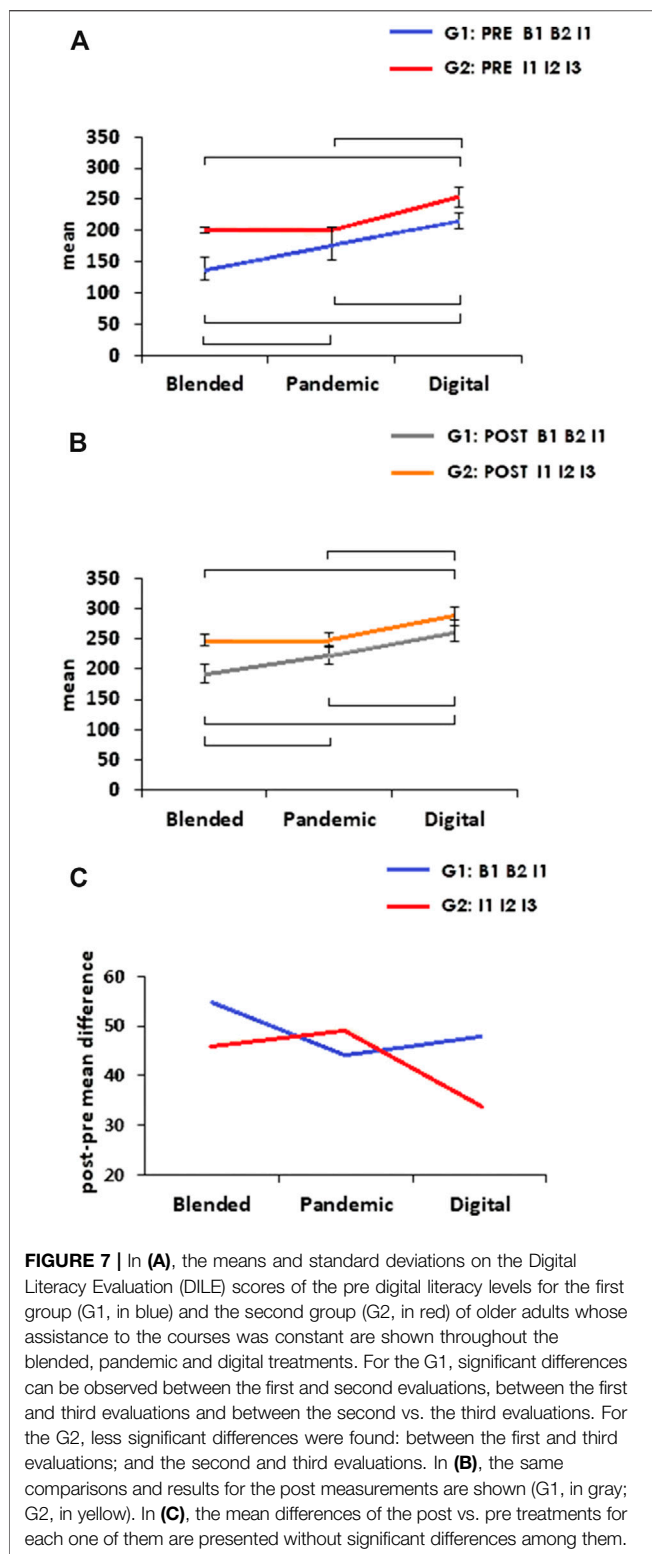 A
G1: PRE B1 B2 I1
G2: PRE I1 I2 I3
350
300
250
200
150
100
50
0
mean
Blended Pandemic Digital
B
G1: POST B1 B2 I1
G2: POST I1 I2 I3
350
300
250
200
150
100
50
0
mean
Blended Pandemic Digital
C
G1: B1 B2 I1
G2: I1 I2 I3
60
50
40
30
20
post-pre mean difference
Blended Pandemic Digital
FIGURE 7 | In (A), the means and standard deviations on the Digital
Literacy Evaluation (DILE) scores of the pre digital literacy levels for the first
group (G1, in blue) and the second group (G2, in red) of older adults whose
assistance to the courses was constant are shown throughout the
blended, pandemic and digital treatments. For the G1, significant differences
can be observed between the first and second evaluations, between the first
and third evaluations and between the second vs. the third evaluations. For
the G2, less significant differences were found: between the first and third
evaluations; and the second and third evaluations. In (B), the same
comparisons and results for the post measurements are shown (G1, in gray;
G2, in yellow). In (C), the mean differences of the post vs. pre treatments for
each one of them are presented without significant differences among them.